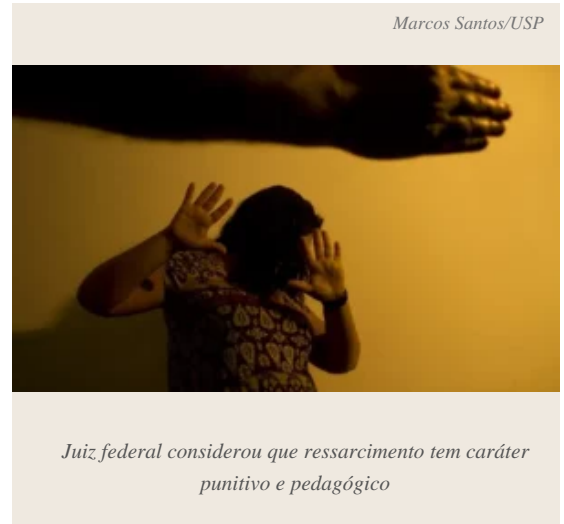 Marcos Santos/USP
Juiz federal considerou que ressarcimento tem caráter
punitivo e pedagógico